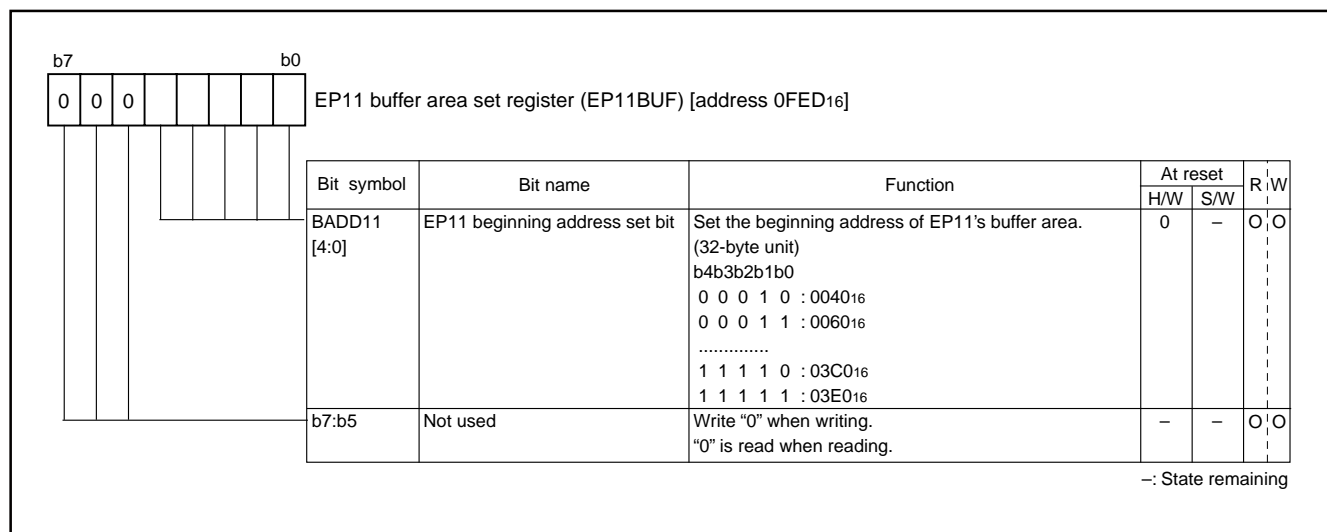 b7 b0
0 0 0
EP11 buffer area set register (EP11BUF) [address 0FED16]
Bit symbol Bit name Function At reset R W
H/W S/W
BADD11 EP11 beginning address set bit Set the beginning address of EP11's buffer area. 0 – O O
[4:0] (32-byte unit)
b4b3b2b1b0
0 0 0 1 0 : 004016
0 0 0 1 1 : 006016
..............
1 1 1 1 0 : 03C016
1 1 1 1 1 : 03E016
b7:b5 Not used Write “0” when writing. – – O O
“0” is read when reading.
–: State remaining